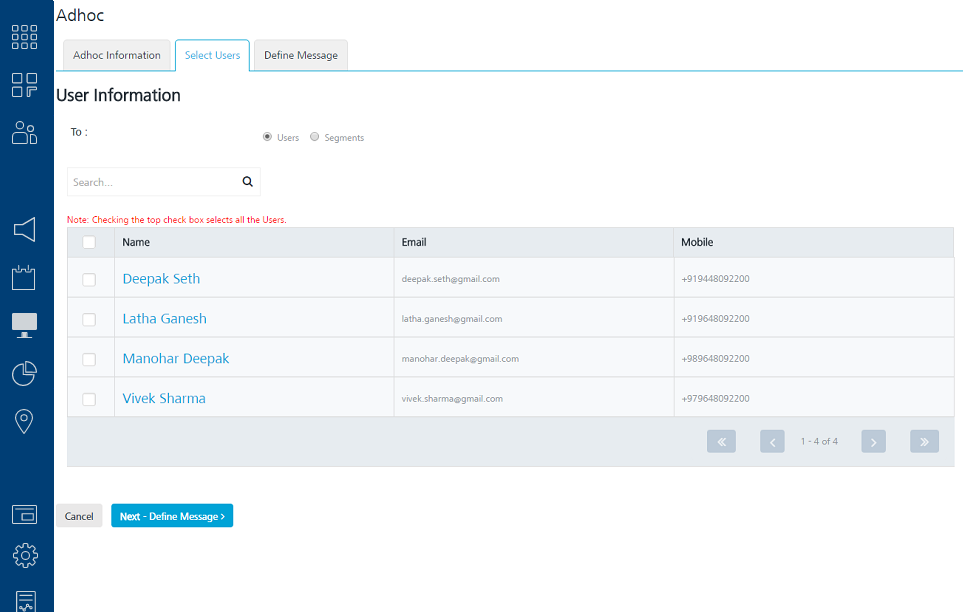 Adhoc
Adhoc Information Select Users Define Message
User Information
To : Users Segments
Search...
Note: Checking the top check box selects all the Users.
Name Email Mobile
Deepak Seth deepak.seth@gmail.com +919448092200
Latha Ganesh latha.ganesh@gmail.com +919648092200
Manohar Deepak manohar.deepak@gmail.com +989648092200
Vivek Sharma vivek.sharma@gmail.com +979648092200
« ‹ 1 - 4 of 4 › »
Cancel Next - Define Message >